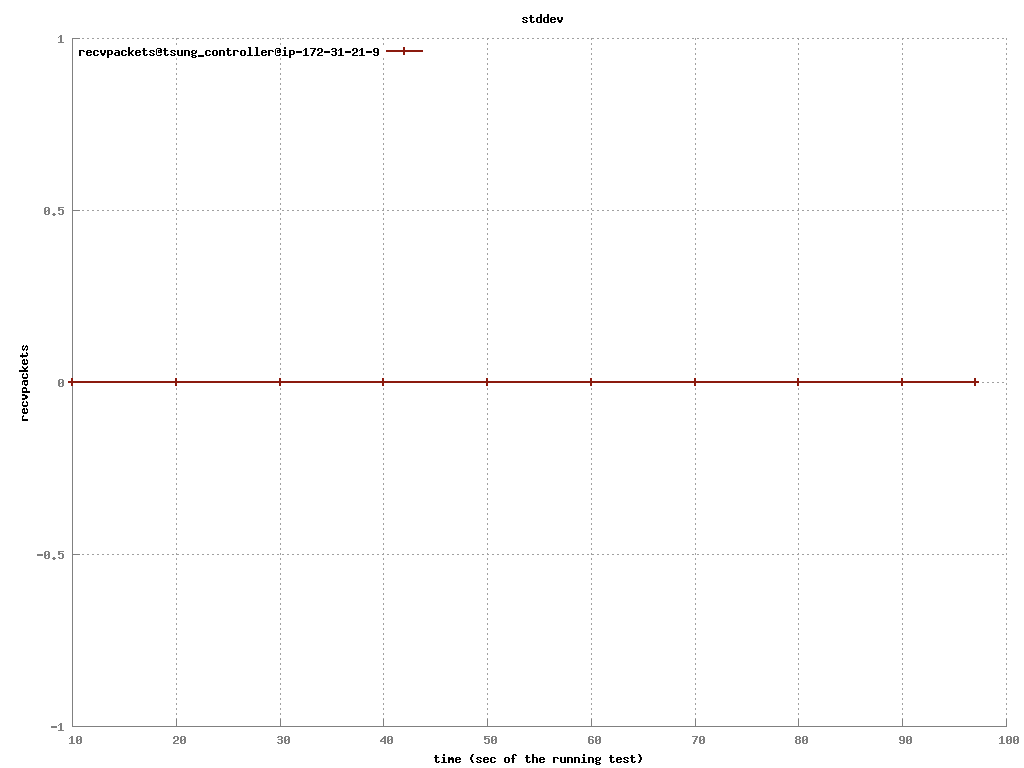 stddev
recvpackets@tsung_controller@ip-172-31-21-9
1
0.5
0
-0.5
-1
recvpackets
10 20 30 40 50 60 70 80 90 100
time (sec of the running test)